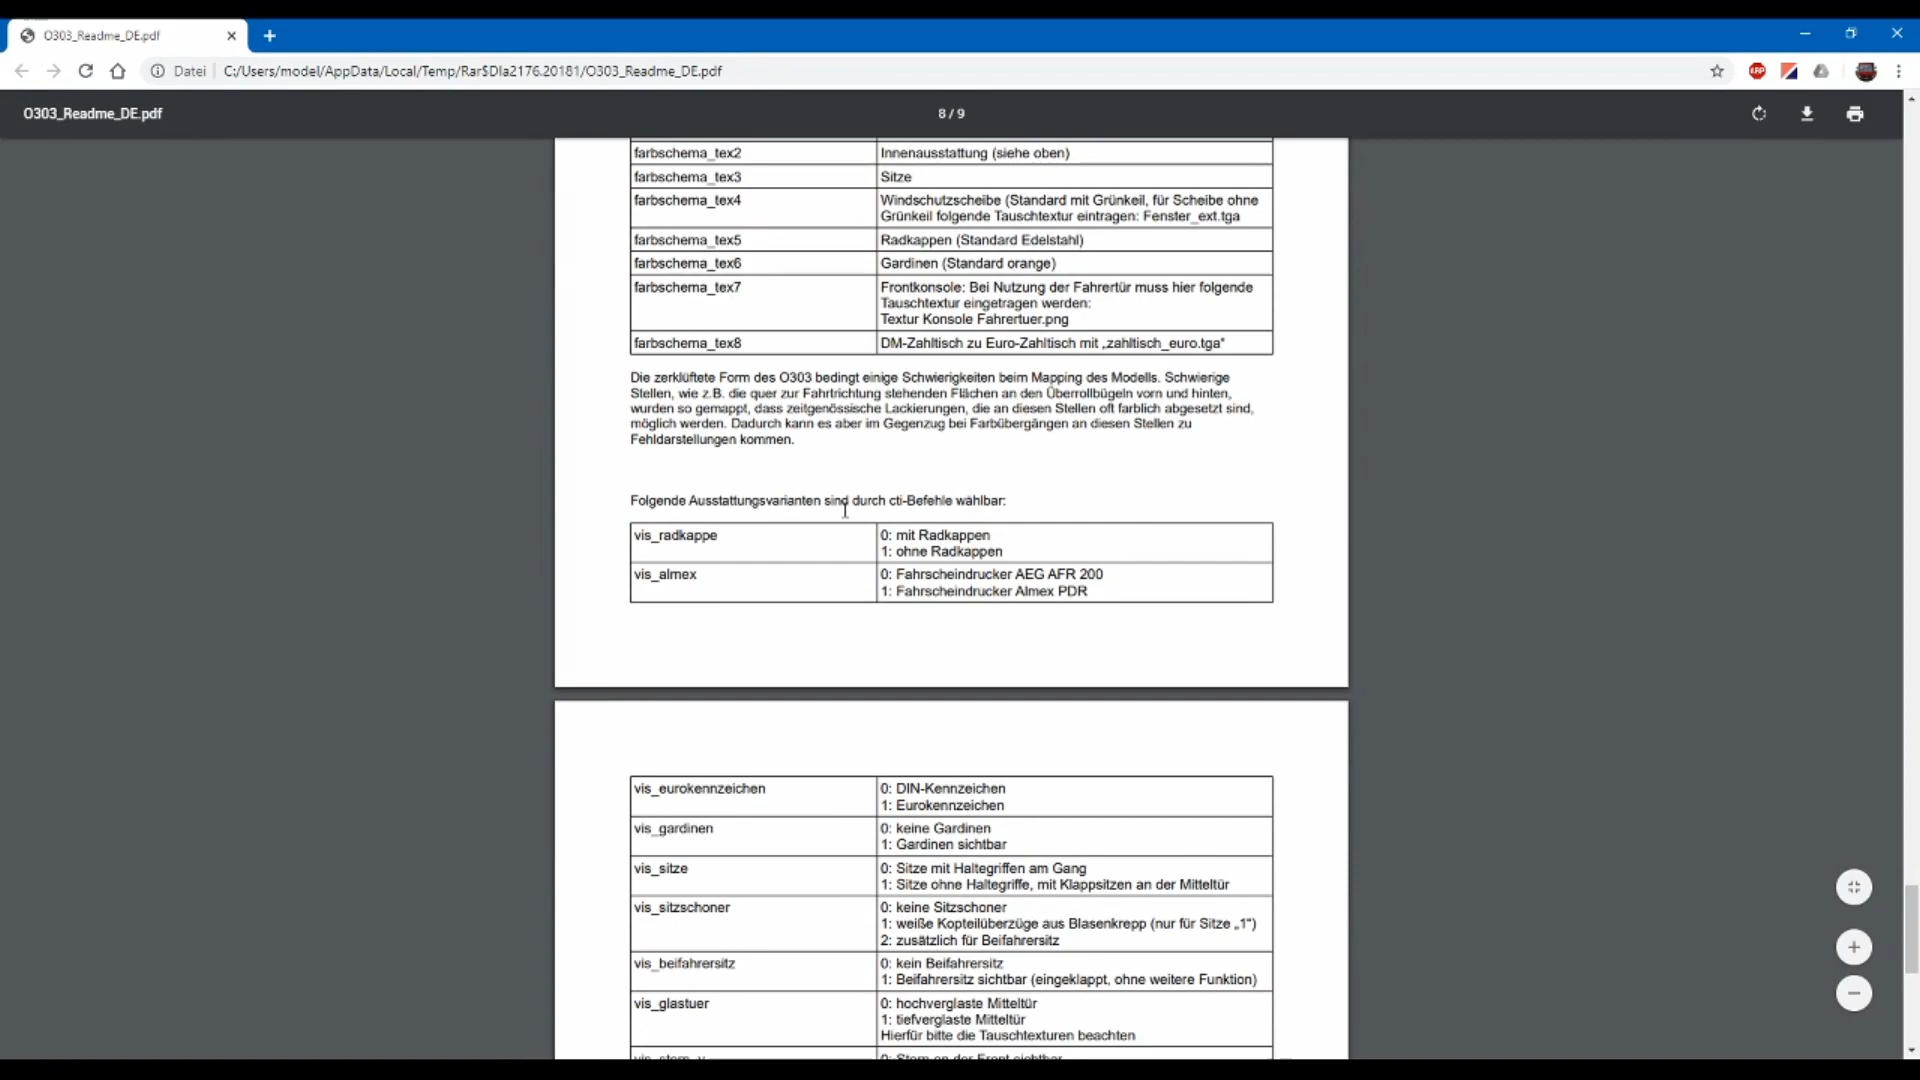 O303_Readme_DE.pdf
Datei
C:/Users/model/AppData/Local/Temp/Rar$DIa2176.20181/O303_Readme_DE.pdf
O303_Readme_DE.pdf
8 / 9
farbschema_tex2 Innenausstattung (siehe oben)
farbschema_tex3 Sitze
farbschema_tex4 Windschutzscheibe (Standard mit Grünkeil, für Scheibe ohne
Grünkeil folgende Tauschtextur eintragen: Fenster_ext.tga
farbschema_tex5 Radkappen (Standard Edelstahl)
farbschema_tex6 Gardinen (Standard orange)
farbschema_tex7 Frontkonsole: Bei Nutzung der Fahrertür muss hier folgende
Tauschtextur eingetragen werden:
Textur Konsole Fahrertuer.png
farbschema_tex8 DM-Zahltisch zu Euro-Zahltisch mit „zahltisch_euro.tga“
Die zerklüftete Form des O303 bedingt einige Schwierigkeiten beim Mapping des Modells. Schwierige
Stellen, wie z.B. die quer zur Fahrtrichtung stehenden Flächen an den Überrollbügeln vorn und hinten,
wurden so gemappt, dass zeitgenössische Lackierungen, die an diesen Stellen oft farblich abgesetzt sind,
möglich werden. Dadurch kann es aber im Gegenzug bei Farbübergängen an diesen Stellen zu
Fehldarstellungen kommen.
Folgende Ausstattungsvarianten sind durch cti-Befehle wählbar:
vis_radkappe 0: mit Radkappen
1: ohne Radkappen
vis_almex 0: Fahrscheindrucker AEG AFR 200
1: Fahrscheindrucker Almex PDR
vis_eurokennzeichen 0: DIN-Kennzeichen
1: Eurokennzeichen
vis_gardinen 0: keine Gardinen
1: Gardinen sichtbar
vis_sitze 0: Sitze mit Haltegriffen am Gang
1: Sitze ohne Haltegriffe, mit Klappsitzen an der Mitteltür
vis_sitzschoner 0: keine Sitzschoner
1: weiße Kopteilüberzüge aus Blasenkrepp (nur für Sitze „1“)
2: zusätzlich für Beifahrersitz
vis_beifahrersitz 0: kein Beifahrersitz
1: Beifahrersitz sichtbar (eingeklappt, ohne weitere Funktion)
vis_glastuer 0: hochverglaste Mitteltür
1: tiefverglaste Mitteltür
Hierfür bitte die Tauschtexturen beachten
vis_stern_v 0: Stern an der Front sichtbar